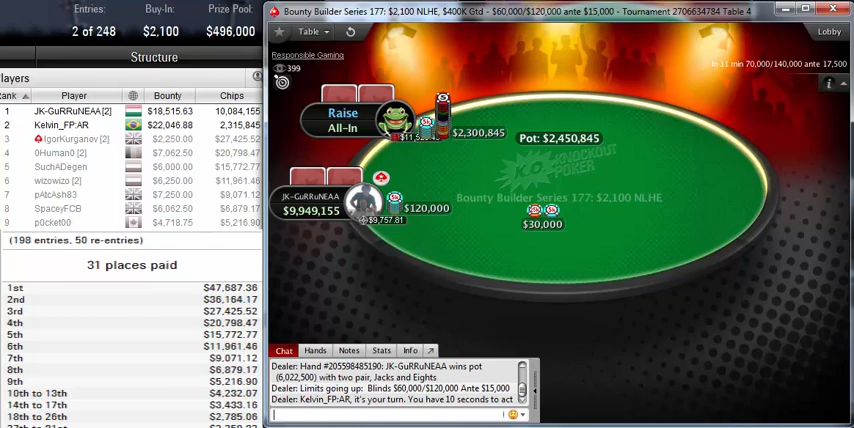 Entries: Buy-In: Prize Pool:
2 of 248 $2,100 $496,000
Structure
layers
Rank Player Bounty Chips
1 JK-GuRRuNEAA [2] $18,515.63 10,084,155
2 Kelvin_FP:AR $22,046.88 2,315,845
3 IgorKurganov [2] $2,250.00 $27,425.52
4 0Human0 [2] $7,062.50 $20,798.47
5 SuchADegen $6,000.00 $15,772.77
6 wizowizo [2] $6,250.00 $11,961.46
7 pAtcAsh83 $7,250.00 $9,071.12
8 SpaceyFCB $6,062.50 $6,879.17
9 p0cket00 $4,718.75 $5,216.90
(198 entries, 50 re-entries)
31 places paid
1st $47,687.36
2nd $36,164.17
3rd $27,425.52
4th $20,798.47
5th $15,772.77
6th $11,961.46
7th $9,071.12
8th $6,879.17
9th $5,216.90
10th to 13th $4,232.07
14th to 17th $3,433.16
18th to 26th $2,785.06
Bounty Builder Series 177: $2,100 NLHE, $400K Gtd - $60,000/$120,000 ante $15,000 - Tournament 2706634784 Table 4
Table Lobby
Responsible Gaming
399
In 11 min 70,000/140,000 ante 17,500
Raise
All-In
$2,300,845
Pot: $2,450,845
K.O.
KNOCKOUT
POKER
Bounty Builder Series 177: $2,100 NLHE
JK-GuRRuNEAA
$9,949,155
$9,757.81
$120,000
$30,000
Chat Hands Notes Stats Info
Dealer: Hand #205598485190: JK-GuRRuNEAA wins pot
(6,022,500) with two pair, Jacks and Eights
Dealer: Limits going up: Blinds $60,000/$120,000 Ante $15,000
Dealer: Kelvin_FP:AR, it's your turn. You have 10 seconds to act